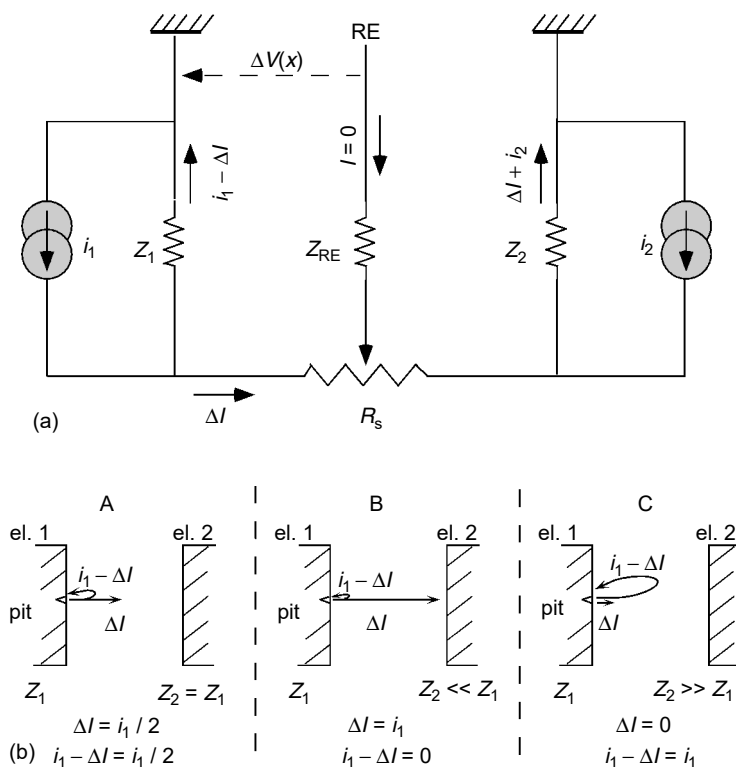 RE
ΔV(x)
I = 0
i₁ – ΔI
ΔI + i₂
i₁
Z₁
Z_RE
Z₂
i₂
ΔI
R_s
(a)
A
B
C
el. 1
el. 2
el. 1
el. 2
el. 1
el. 2
i₁ – ΔI
i₁ – ΔI
i₁ – ΔI
pit
ΔI
pit
ΔI
pit
ΔI
Z₁
Z₂ = Z₁
Z₁
Z₂ << Z₁
Z₁
Z₂ >> Z₁
ΔI = i₁ / 2
ΔI = i₁
ΔI = 0
(b)
i₁ – ΔI = i₁ / 2
i₁ – ΔI = 0
i₁ – ΔI = i₁